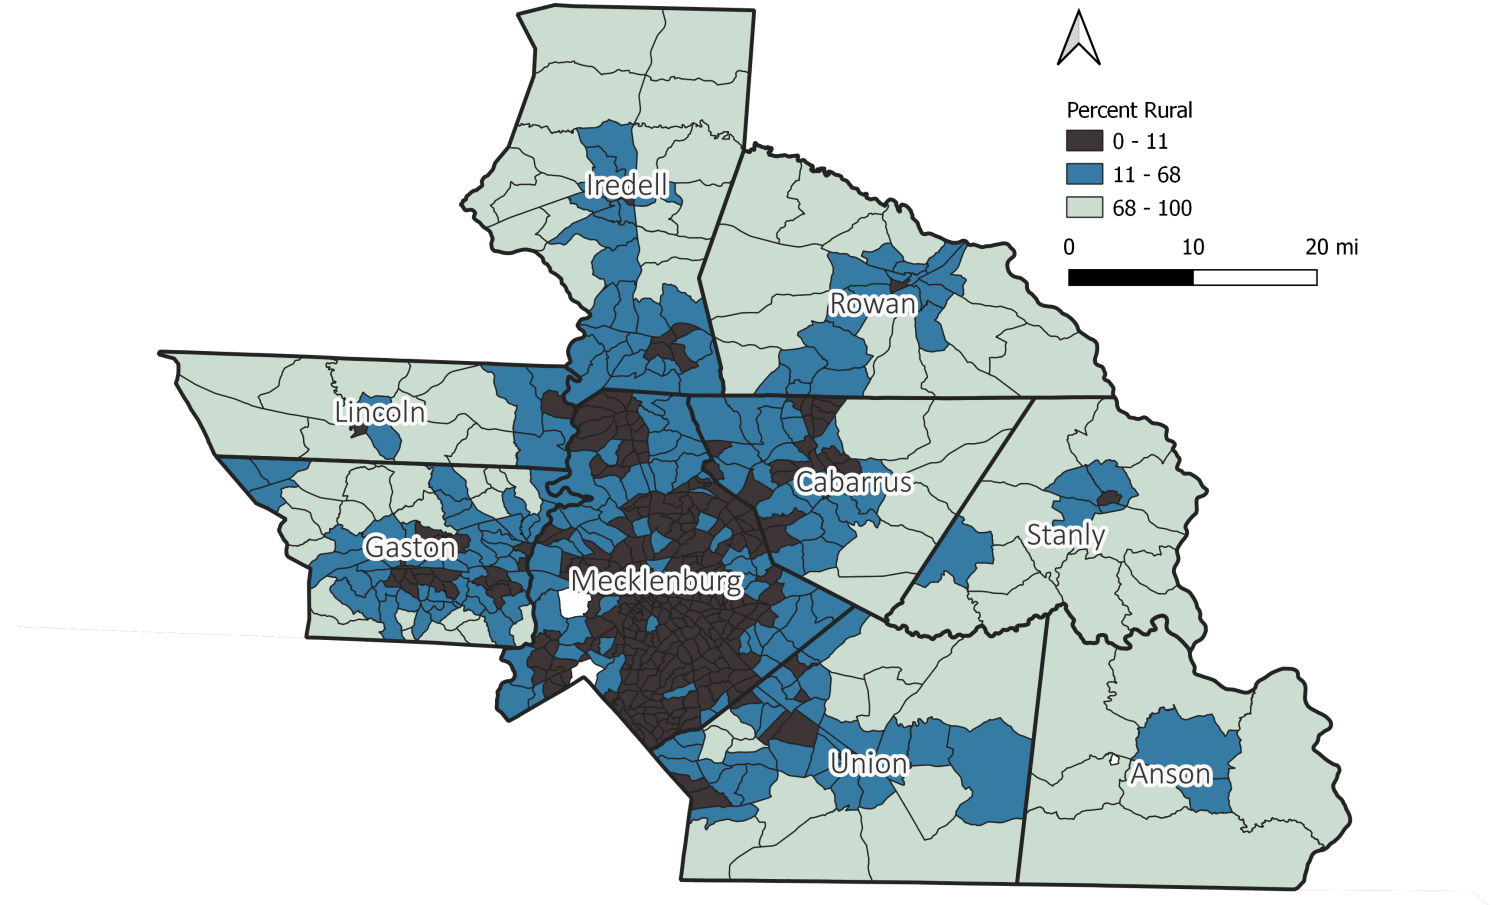 Percent Rural
0 - 11
11 - 68
68 - 100
0 10 20 mi
Iredell
Rowan
Lincoln
Cabarrus
Stanly
Gaston
Mecklenburg
Union
Anson